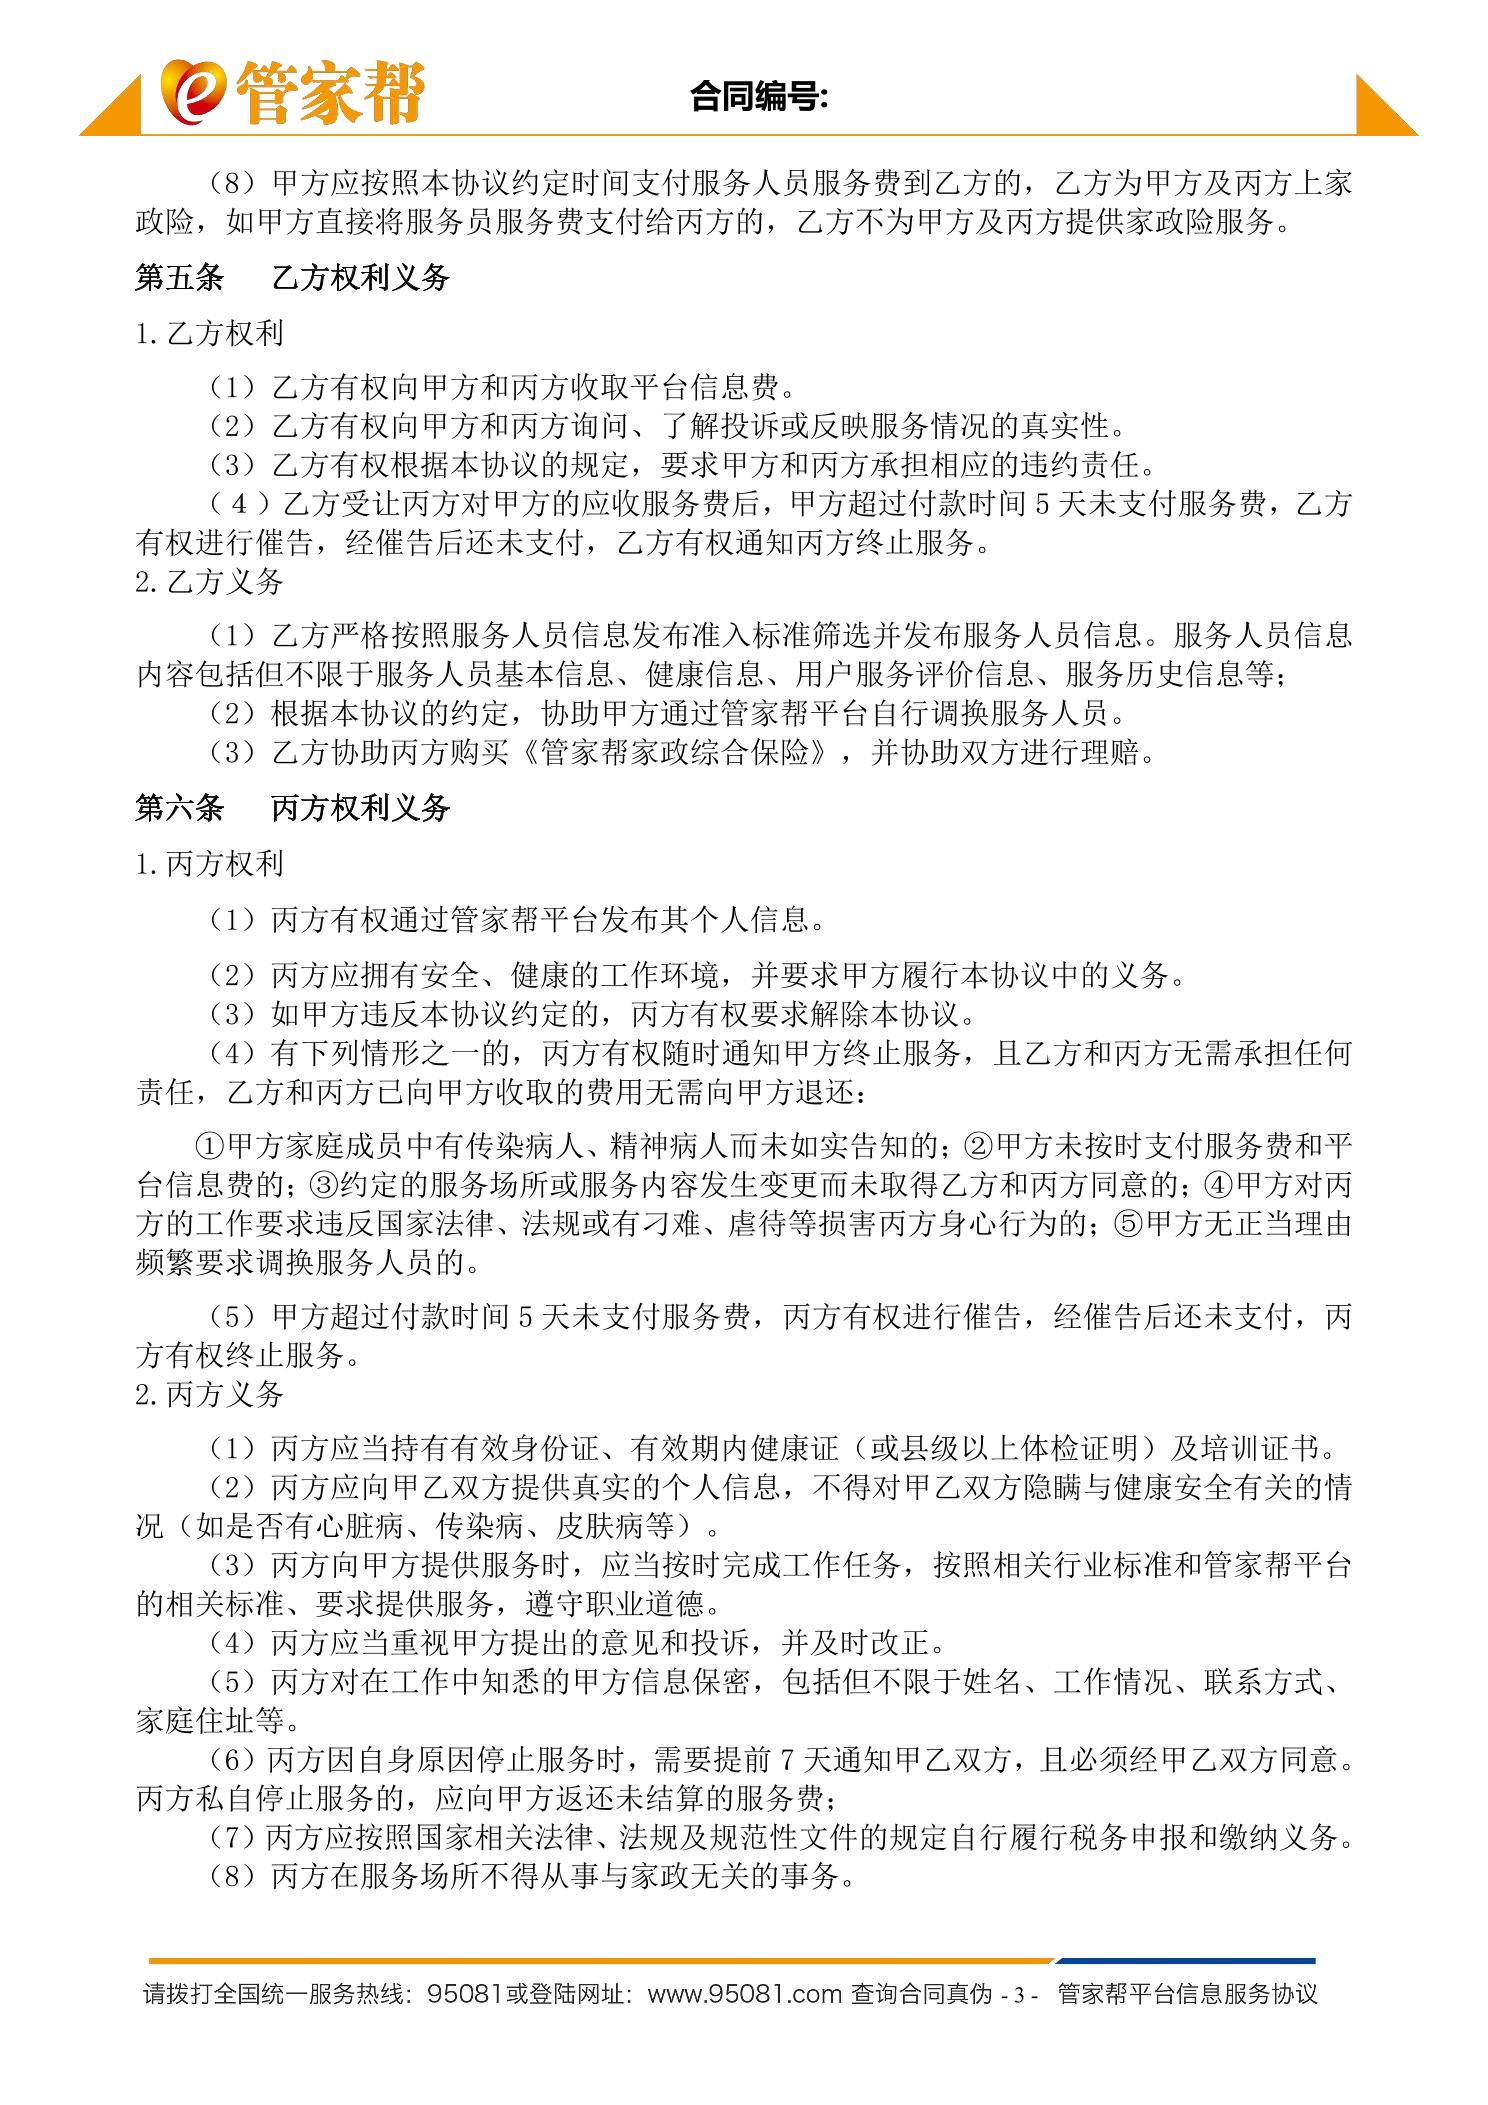 e管家帮
合同编号:
（8）甲方应按照本协议约定时间支付服务人员服务费到乙方的，乙方为甲方及丙方上家
政险，如甲方直接将服务员服务费支付给丙方的，乙方不为甲方及丙方提供家政险服务。
第五条 乙方权利义务
1.乙方权利
（1）乙方有权向甲方和丙方收取平台信息费。
（2）乙方有权向甲方和丙方询问、了解投诉或反映服务情况的真实性。
（3）乙方有权根据本协议的规定，要求甲方和丙方承担相应的违约责任。
（４）乙方受让丙方对甲方的应收服务费后，甲方超过付款时间 5 天未支付服务费，乙方
有权进行催告，经催告后还未支付，乙方有权通知丙方终止服务。
2.乙方义务
（1）乙方严格按照服务人员信息发布准入标准筛选并发布服务人员信息。服务人员信息
内容包括但不限于服务人员基本信息、健康信息、用户服务评价信息、服务历史信息等；
（2）根据本协议的约定，协助甲方通过管家帮平台自行调换服务人员。
（3）乙方协助丙方购买《管家帮家政综合保险》，并协助双方进行理赔。
第六条 丙方权利义务
1.丙方权利
（1）丙方有权通过管家帮平台发布其个人信息。
（2）丙方应拥有安全、健康的工作环境，并要求甲方履行本协议中的义务。
（3）如甲方违反本协议约定的，丙方有权要求解除本协议。
（4）有下列情形之一的，丙方有权随时通知甲方终止服务，且乙方和丙方无需承担任何
责任，乙方和丙方已向甲方收取的费用无需向甲方退还：
①甲方家庭成员中有传染病人、精神病人而未如实告知的；②甲方未按时支付服务费和平
台信息费的；③约定的服务场所或服务内容发生变更而未取得乙方和丙方同意的；④甲方对丙
方的工作要求违反国家法律、法规或有刁难、虐待等损害丙方身心行为的；⑤甲方无正当理由
频繁要求调换服务人员的。
（5）甲方超过付款时间 5 天未支付服务费，丙方有权进行催告，经催告后还未支付，丙
方有权终止服务。
2.丙方义务
（1）丙方应当持有有效身份证、有效期内健康证（或县级以上体检证明）及培训证书。
（2）丙方应向甲乙双方提供真实的个人信息，不得对甲乙双方隐瞒与健康安全有关的情
况（如是否有心脏病、传染病、皮肤病等）。
（3）丙方向甲方提供服务时，应当按时完成工作任务，按照相关行业标准和管家帮平台
的相关标准、要求提供服务，遵守职业道德。
（4）丙方应当重视甲方提出的意见和投诉，并及时改正。
（5）丙方对在工作中知悉的甲方信息保密，包括但不限于姓名、工作情况、联系方式、
家庭住址等。
（6）丙方因自身原因停止服务时，需要提前 7 天通知甲乙双方，且必须经甲乙双方同意。
丙方私自停止服务的，应向甲方返还未结算的服务费；
（7）丙方应按照国家相关法律、法规及规范性文件的规定自行履行税务申报和缴纳义务。
（8）丙方在服务场所不得从事与家政无关的事务。
请拨打全国统一服务热线：95081或登陆网址：www.95081.com 查询合同真伪 - 3 - 管家帮平台信息服务协议